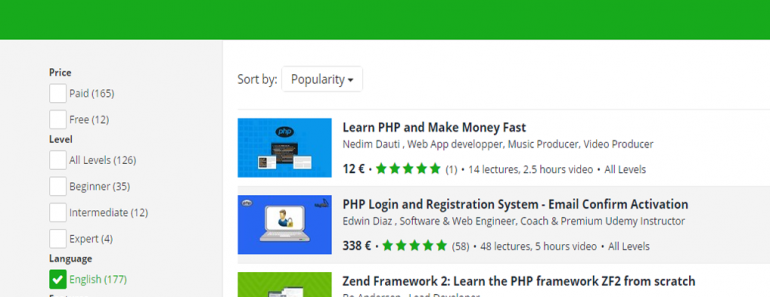 Price
Paid (165)
Free (12)
Level
All Levels (126)
Beginner (35)
Intermediate (12)
Expert (4)
Language
English (177)
Sort by: Popularity
php
Learn PHP and Make Money Fast
Nedim Dauti , Web App developper, Music Producer, Video Producer
12 € • (1) • 14 lectures, 2.5 hours video • All Levels
php
PHP Login and Registration System - Email Confirm Activation
Edwin Diaz , Software & Web Engineer, Coach & Premium Udemy Instructor
338 € • (58) • 48 lectures, 5 hours video • All Levels
Zend Framework 2: Learn the PHP framework ZF2 from scratch